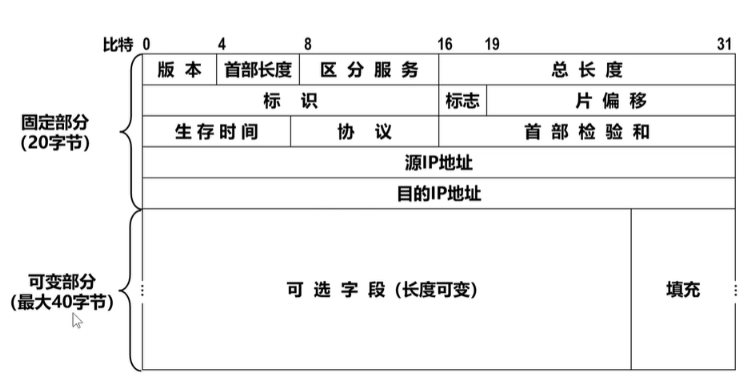 比特 0 4 8 16 19 31
版 本 首部长度 区 分 服 务 总 长 度
标 识 标志 片 偏 移
固定部分
(20字节)
生 存 时 间 协 议 首 部 检 验 和
源IP地址
目的IP地址
可变部分
(最大40字节)
可 选 字 段 (长度可变) 填充